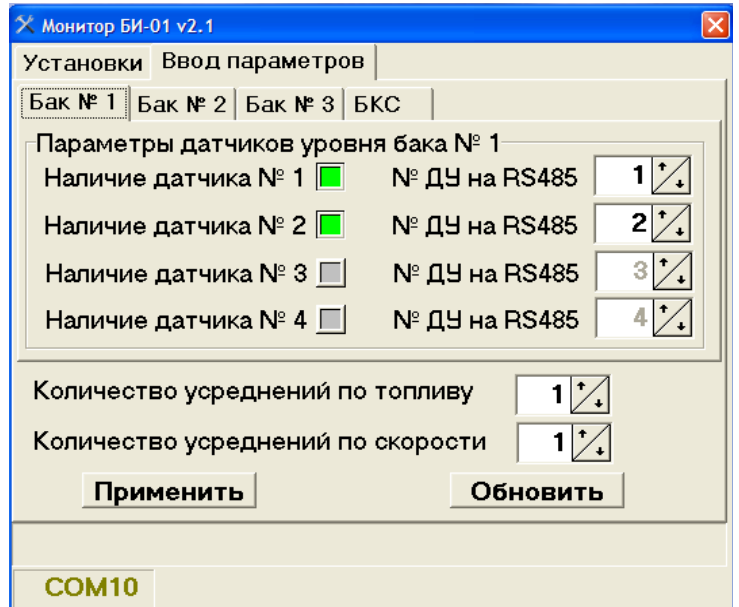 Монитор БИ-01 v2.1
Установки Ввод параметров
Бак № 1 Бак № 2 Бак № 3 БКС
Параметры датчиков уровня бака № 1
Наличие датчика № 1 № ДУ на RS485 1
Наличие датчика № 2 № ДУ на RS485 2
Наличие датчика № 3 № ДУ на RS485 3
Наличие датчика № 4 № ДУ на RS485 4
Количество усреднений по топливу 1
Количество усреднений по скорости 1
Применить Обновить
COM10